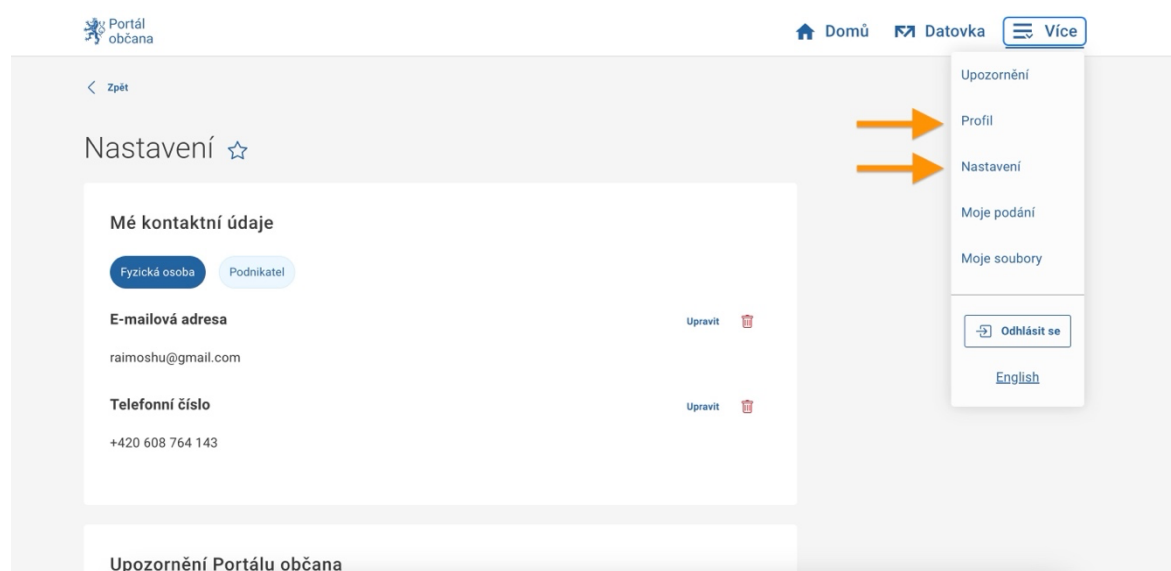 Portál
občana
Domů
Datovka
Více
Zpět
Nastavení
Mé kontaktní údaje
Fyzická osoba
Podnikatel
E-mailová adresa
Upravit
raimoshu@gmail.com
Telefonní číslo
Upravit
+420 608 764 143
Upozornění Portálu občana
Upozornění
Profil
Nastavení
Moje podání
Moje soubory
Odhlásit se
English